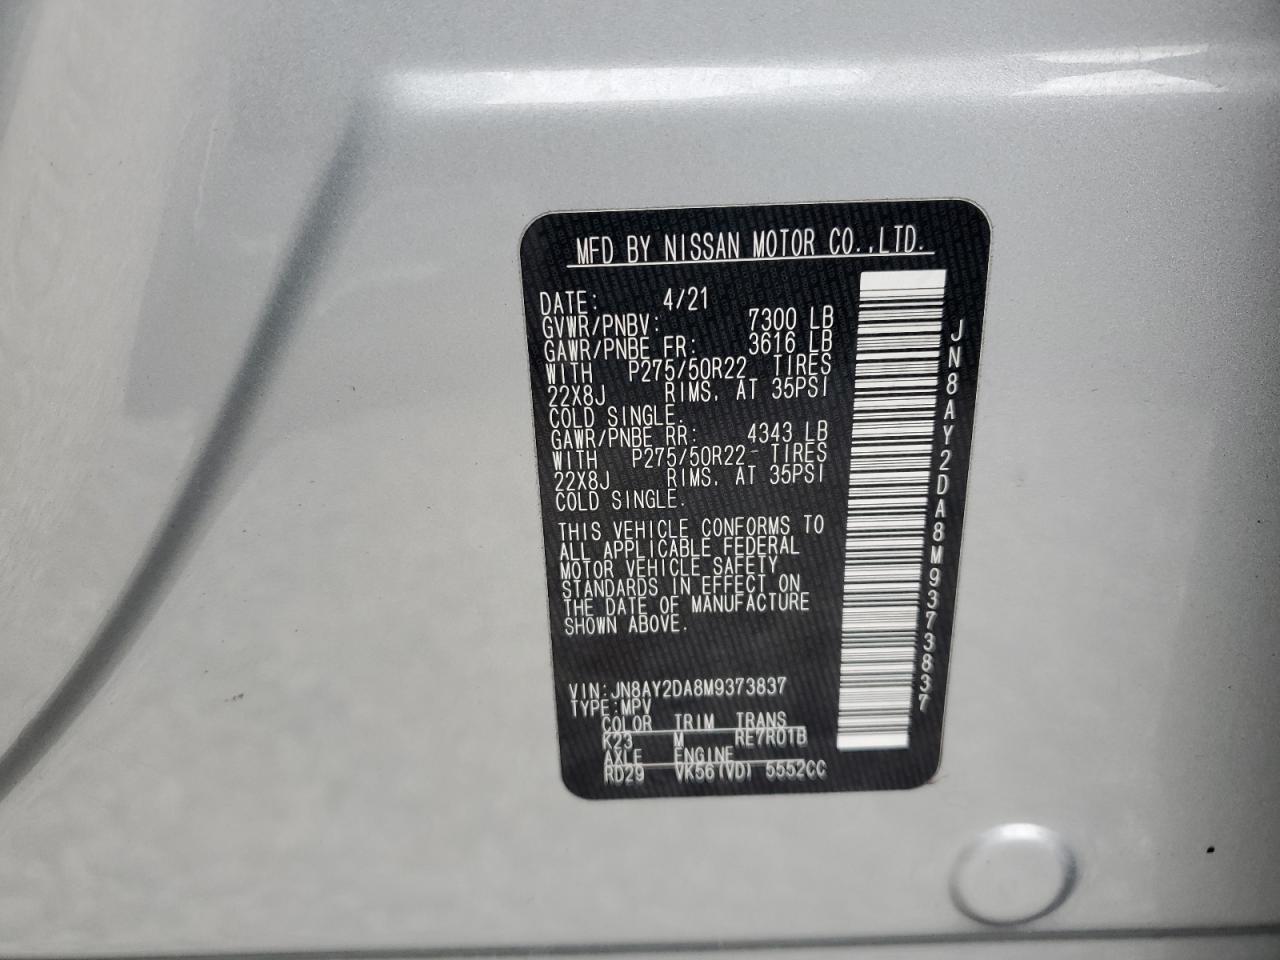 MFD BY NISSAN MOTOR CO.,LTD.
DATE: 4/21
GVWR/PNBV: 7300 LB
GAWR/PNBE FR: 3616 LB
WITH P275/50R22 TIRES
22X8J RIMS. AT 35PSI
COLD SINGLE.
GAWR/PNBE RR: 4343 LB
WITH P275/50R22 TIRES
22X8J RIMS. AT 35PSI
COLD SINGLE.
THIS VEHICLE CONFORMS TO
ALL APPLICABLE FEDERAL
MOTOR VEHICLE SAFETY
STANDARDS IN EFFECT ON
THE DATE OF MANUFACTURE
SHOWN ABOVE.
VIN:JN8AY2DA8M9373837
TYPE:MPV
COLOR TRIM TRANS
K23 M RE7R01B
AXLE ENGINE
RD29 VK56(VD) 5552CC
JN8AY2DA8M9373837